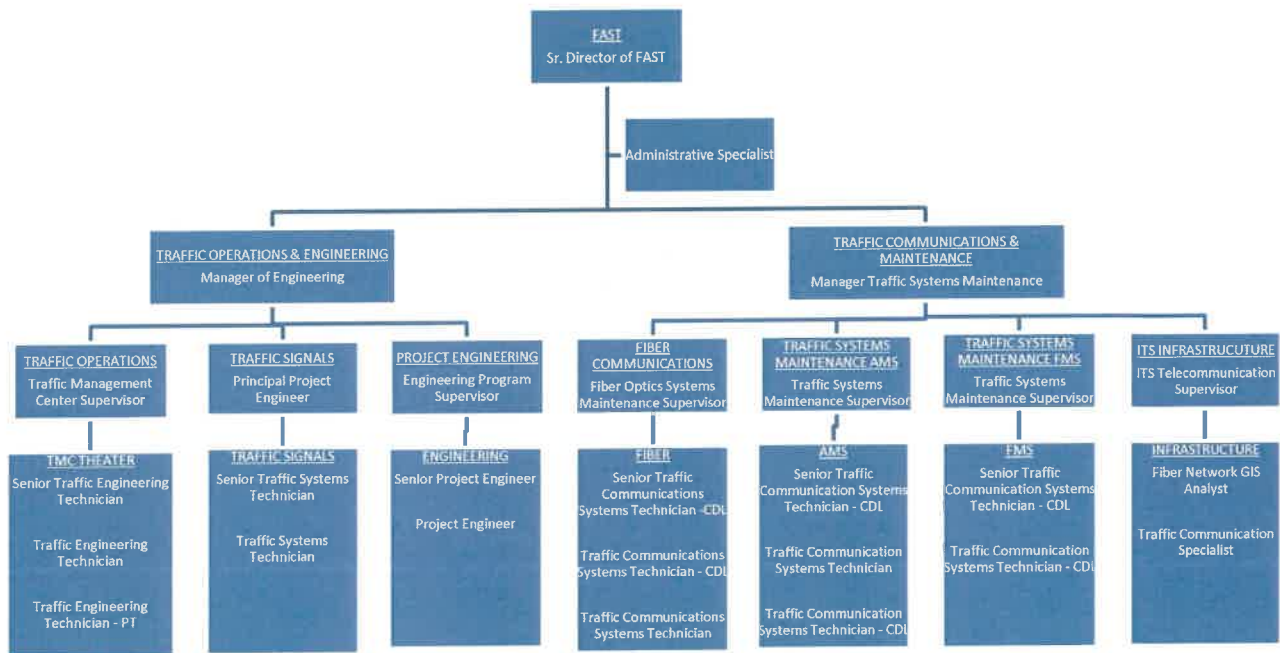 FAST
Sr. Director of FAST
Administrative Specialist
TRAFFIC OPERATIONS & ENGINEERING
Manager of Engineering
TRAFFIC COMMUNICATIONS &
MAINTENANCE
Manager Traffic Systems Maintenance
TRAFFIC OPERATIONS
Traffic Management
Center Supervisor
TRAFFIC SIGNALS
Principal Project
Engineer
PROJECT ENGINEERING
Engineering Program
Supervisor
FIBER
COMMUNICATIONS
Fiber Optics Systems
Maintenance Supervisor
TRAFFIC SYSTEMS
MAINTENANCE AMS
Traffic Systems
Maintenance Supervisor
TRAFFIC SYSTEMS
MAINTENANCE FMS
Traffic Systems
Maintenance Supervisor
ITS INFRASTRUCUTURE
ITS Telecommunication
Supervisor
TMC THEATER
Senior Traffic Engineering
Technician
Traffic Engineering
Technician
Traffic Engineering
Technician - PT
TRAFFIC SIGNALS
Senior Traffic Systems
Technician
Traffic Systems
Technician
ENGINEERING
Senior Project Engineer
Project Engineer
FIBER
Senior Traffic
Communications
Systems Technician - CDL
Traffic Communications
Systems Technician - CDL
Traffic Communications
Systems Technician
AMS
Senior Traffic
Communication Systems
Technician - CDL
Traffic Communication
Systems Technician
Traffic Communication
Systems Technician - CDL
FMS
Senior Traffic
Communication Systems
Technician - CDL
Traffic Communication
Systems Technician - CDL
INFRASTRUCTURE
Fiber Network GIS
Analyst
Traffic Communication
Specialist